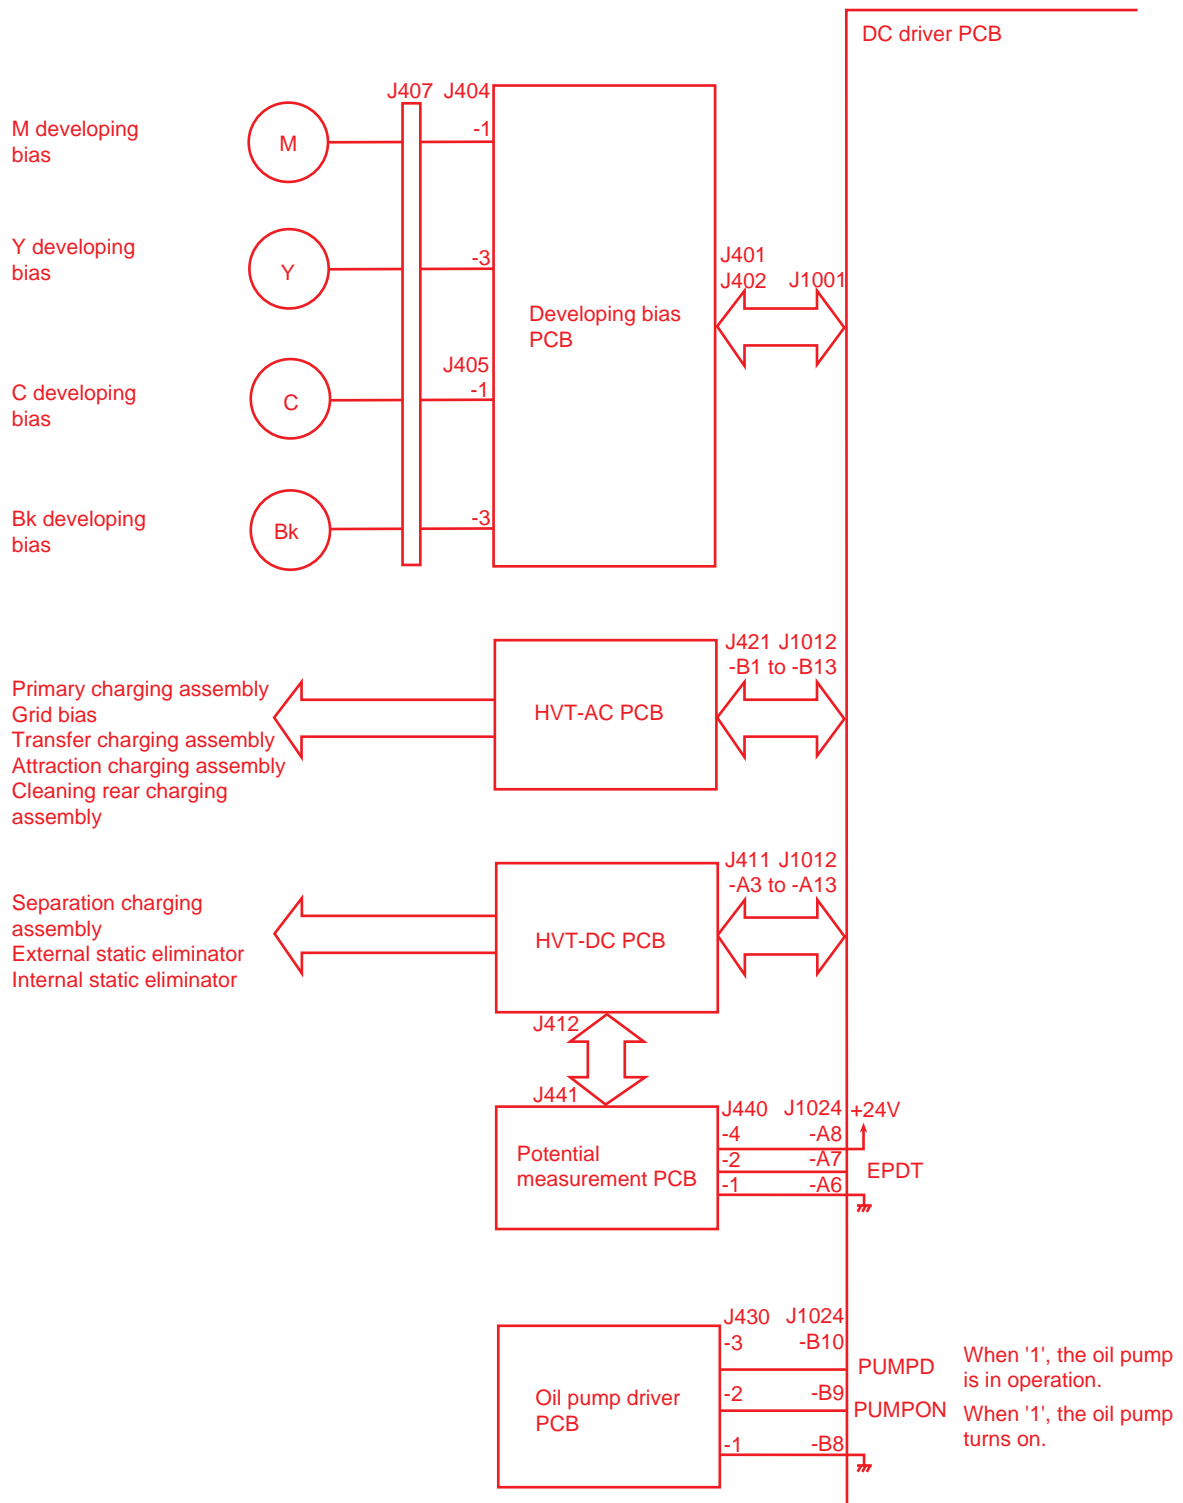 DC driver PCB
J407 J404
M developing
bias
M
-1
Y developing
bias
Y
-3
J401
J402 J1001
Developing bias
PCB
J405
C developing
bias
C
-1
Bk developing
bias
Bk
-3
J421 J1012
-B1 to -B13
Primary charging assembly
Grid bias
Transfer charging assembly
Attraction charging assembly
Cleaning rear charging
assembly
HVT-AC PCB
J411 J1012
-A3 to -A13
Separation charging
assembly
External static eliminator
Internal static eliminator
HVT-DC PCB
J412
J441
J440 J1024 +24V
-4 -A8
Potential
measurement PCB
-2 -A7
EPDT
-1 -A6
J430 J1024
-3 -B10
PUMPD
When '1', the oil pump
is in operation.
Oil pump driver
PCB
-2 -B9
PUMPON
When '1', the oil pump
turns on.
-1 -B8